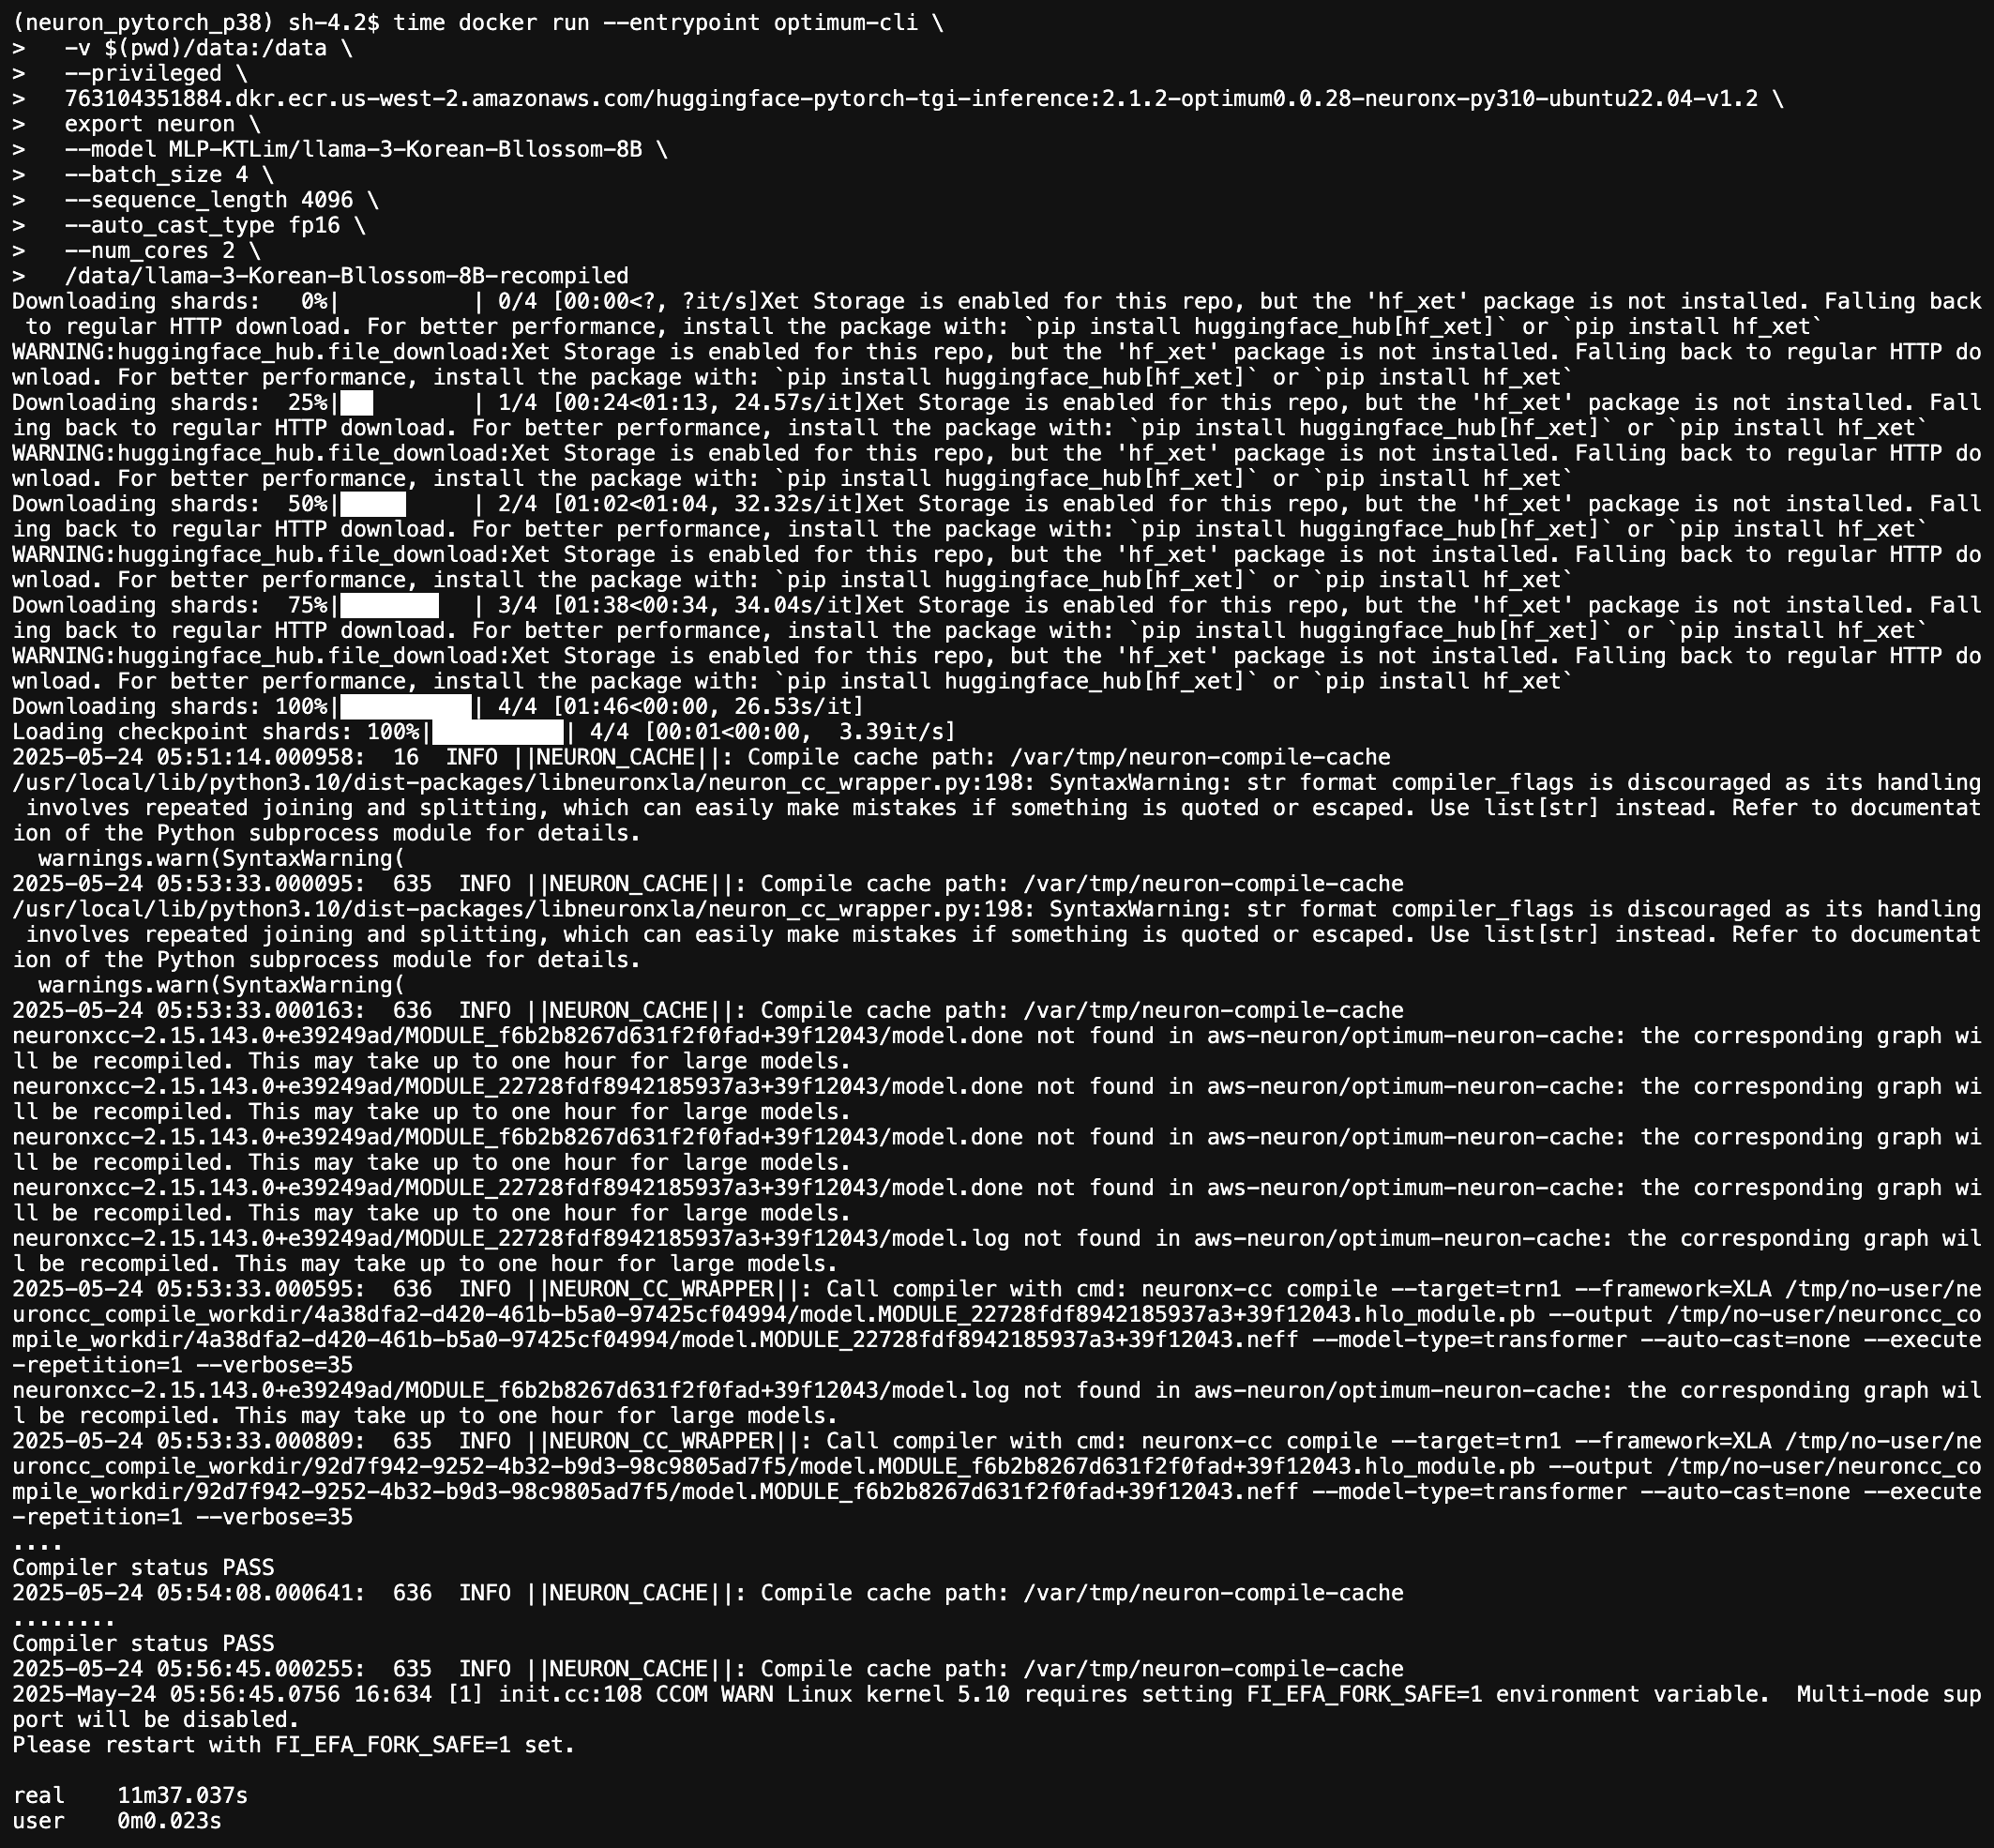 (neuron_pytorch_p38) sh-4.2$ time docker run --entrypoint optimum-cli \
>   -v $(pwd)/data:/data \
>   --privileged \
>   763104351884.dkr.ecr.us-west-2.amazonaws.com/huggingface-pytorch-tgi-inference:2.1.2-optimum0.0.28-neuronx-py310-ubuntu22.04-v1.2 \
>   export neuron \
>   --model MLP-KTLim/llama-3-Korean-Bllossom-8B \
>   --batch_size 4 \
>   --sequence_length 4096 \
>   --auto_cast_type fp16 \
>   --num_cores 2 \
>   /data/llama-3-Korean-Bllossom-8B-recompiled
Downloading shards:   0%|          | 0/4 [00:00<?, ?it/s]Xet Storage is enabled for this repo, but the 'hf_xet' package is not installed. Falling back
 to regular HTTP download. For better performance, install the package with: `pip install huggingface_hub[hf_xet]` or `pip install hf_xet`
WARNING:huggingface_hub.file_download:Xet Storage is enabled for this repo, but the 'hf_xet' package is not installed. Falling back to regular HTTP do
wnload. For better performance, install the package with: `pip install huggingface_hub[hf_xet]` or `pip install hf_xet`
Downloading shards:  25%|██        | 1/4 [00:24<01:13, 24.57s/it]Xet Storage is enabled for this repo, but the 'hf_xet' package is not installed. Fall
ing back to regular HTTP download. For better performance, install the package with: `pip install huggingface_hub[hf_xet]` or `pip install hf_xet`
WARNING:huggingface_hub.file_download:Xet Storage is enabled for this repo, but the 'hf_xet' package is not installed. Falling back to regular HTTP do
wnload. For better performance, install the package with: `pip install huggingface_hub[hf_xet]` or `pip install hf_xet`
Downloading shards:  50%|█████     | 2/4 [01:02<01:04, 32.32s/it]Xet Storage is enabled for this repo, but the 'hf_xet' package is not installed. Fall
ing back to regular HTTP download. For better performance, install the package with: `pip install huggingface_hub[hf_xet]` or `pip install hf_xet`
WARNING:huggingface_hub.file_download:Xet Storage is enabled for this repo, but the 'hf_xet' package is not installed. Falling back to regular HTTP do
wnload. For better performance, install the package with: `pip install huggingface_hub[hf_xet]` or `pip install hf_xet`
Downloading shards:  75%|███████   | 3/4 [01:38<00:34, 34.04s/it]Xet Storage is enabled for this repo, but the 'hf_xet' package is not installed. Fall
ing back to regular HTTP download. For better performance, install the package with: `pip install huggingface_hub[hf_xet]` or `pip install hf_xet`
WARNING:huggingface_hub.file_download:Xet Storage is enabled for this repo, but the 'hf_xet' package is not installed. Falling back to regular HTTP do
wnload. For better performance, install the package with: `pip install huggingface_hub[hf_xet]` or `pip install hf_xet`
Downloading shards: 100%|██████████| 4/4 [01:46<00:00, 26.53s/it]
Loading checkpoint shards: 100%|██████████| 4/4 [00:01<00:00,  3.39it/s]
2025-05-24 05:51:14.000958:  16  INFO ||NEURON_CACHE||: Compile cache path: /var/tmp/neuron-compile-cache
/usr/local/lib/python3.10/dist-packages/libneuronxla/neuron_cc_wrapper.py:198: SyntaxWarning: str format compiler_flags is discouraged as its handling
 involves repeated joining and splitting, which can easily make mistakes if something is quoted or escaped. Use list[str] instead. Refer to documentat
ion of the Python subprocess module for details.
  warnings.warn(SyntaxWarning(
2025-05-24 05:53:33.000095:  635  INFO ||NEURON_CACHE||: Compile cache path: /var/tmp/neuron-compile-cache
/usr/local/lib/python3.10/dist-packages/libneuronxla/neuron_cc_wrapper.py:198: SyntaxWarning: str format compiler_flags is discouraged as its handling
 involves repeated joining and splitting, which can easily make mistakes if something is quoted or escaped. Use list[str] instead. Refer to documentat
ion of the Python subprocess module for details.
  warnings.warn(SyntaxWarning(
2025-05-24 05:53:33.000163:  636  INFO ||NEURON_CACHE||: Compile cache path: /var/tmp/neuron-compile-cache
neuronxcc-2.15.143.0+e39249ad/MODULE_f6b2b8267d631f2f0fad+39f12043/model.done not found in aws-neuron/optimum-neuron-cache: the corresponding graph wi
ll be recompiled. This may take up to one hour for large models.
neuronxcc-2.15.143.0+e39249ad/MODULE_22728fdf8942185937a3+39f12043/model.done not found in aws-neuron/optimum-neuron-cache: the corresponding graph wi
ll be recompiled. This may take up to one hour for large models.
neuronxcc-2.15.143.0+e39249ad/MODULE_f6b2b8267d631f2f0fad+39f12043/model.done not found in aws-neuron/optimum-neuron-cache: the corresponding graph wi
ll be recompiled. This may take up to one hour for large models.
neuronxcc-2.15.143.0+e39249ad/MODULE_22728fdf8942185937a3+39f12043/model.done not found in aws-neuron/optimum-neuron-cache: the corresponding graph wi
ll be recompiled. This may take up to one hour for large models.
neuronxcc-2.15.143.0+e39249ad/MODULE_22728fdf8942185937a3+39f12043/model.log not found in aws-neuron/optimum-neuron-cache: the corresponding graph wil
l be recompiled. This may take up to one hour for large models.
2025-05-24 05:53:33.000595:  636  INFO ||NEURON_CC_WRAPPER||: Call compiler with cmd: neuronx-cc compile --target=trn1 --framework=XLA /tmp/no-user/ne
uroncc_compile_workdir/4a38dfa2-d420-461b-b5a0-97425cf04994/model.MODULE_22728fdf8942185937a3+39f12043.hlo_module.pb --output /tmp/no-user/neuroncc_co
mpile_workdir/4a38dfa2-d420-461b-b5a0-97425cf04994/model.MODULE_22728fdf8942185937a3+39f12043.neff --model-type=transformer --auto-cast=none --execute
-repetition=1 --verbose=35
neuronxcc-2.15.143.0+e39249ad/MODULE_f6b2b8267d631f2f0fad+39f12043/model.log not found in aws-neuron/optimum-neuron-cache: the corresponding graph wil
l be recompiled. This may take up to one hour for large models.
2025-05-24 05:53:33.000809:  635  INFO ||NEURON_CC_WRAPPER||: Call compiler with cmd: neuronx-cc compile --target=trn1 --framework=XLA /tmp/no-user/ne
uroncc_compile_workdir/92d7f942-9252-4b32-b9d3-98c9805ad7f5/model.MODULE_f6b2b8267d631f2f0fad+39f12043.hlo_module.pb --output /tmp/no-user/neuroncc_co
mpile_workdir/92d7f942-9252-4b32-b9d3-98c9805ad7f5/model.MODULE_f6b2b8267d631f2f0fad+39f12043.neff --model-type=transformer --auto-cast=none --execute
-repetition=1 --verbose=35
....
Compiler status PASS
2025-05-24 05:54:08.000641:  636  INFO ||NEURON_CACHE||: Compile cache path: /var/tmp/neuron-compile-cache
........
Compiler status PASS
2025-05-24 05:56:45.000255:  635  INFO ||NEURON_CACHE||: Compile cache path: /var/tmp/neuron-compile-cache
2025-May-24 05:56:45.0756 16:634 [1] init.cc:108 CCOM WARN Linux kernel 5.10 requires setting FI_EFA_FORK_SAFE=1 environment variable.  Multi-node sup
port will be disabled.
Please restart with FI_EFA_FORK_SAFE=1 set.
real    11m37.037s
user    0m0.023s